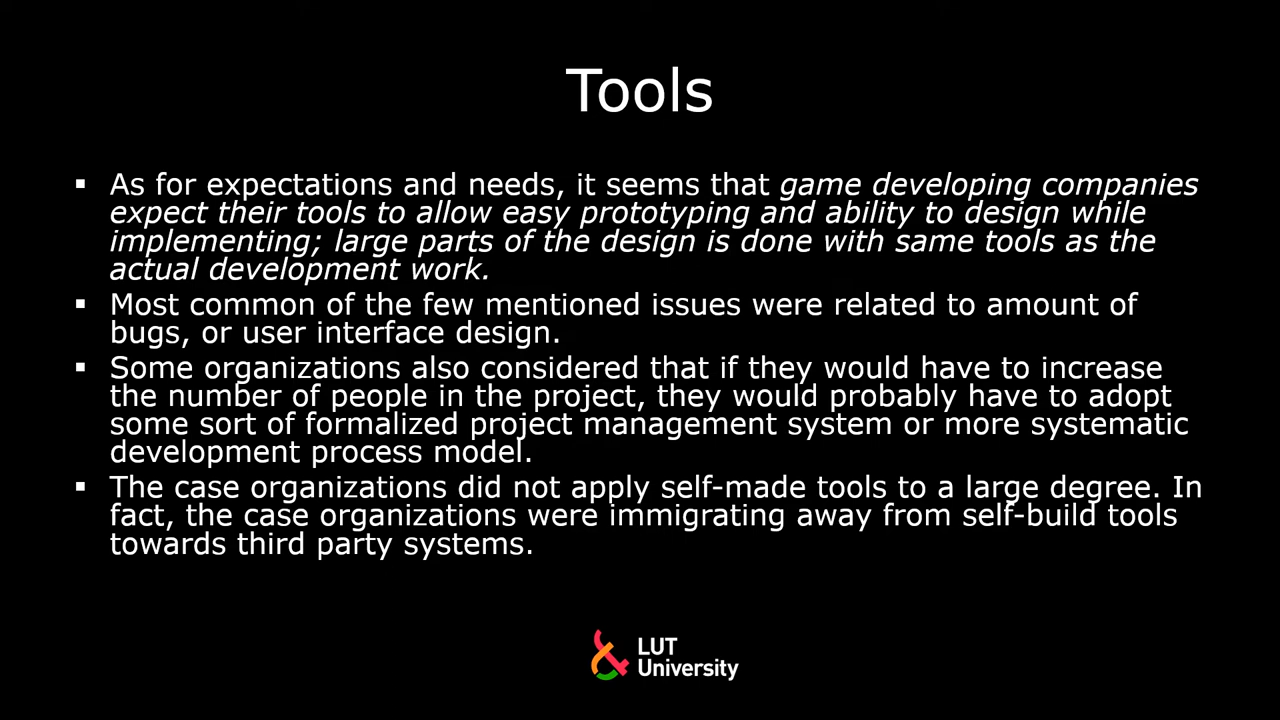 Tools
▪ As for expectations and needs, it seems that game developing companies
expect their tools to allow easy prototyping and ability to design while
implementing; large parts of the design is done with same tools as the
actual development work.
▪ Most common of the few mentioned issues were related to amount of
bugs, or user interface design.
▪ Some organizations also considered that if they would have to increase
the number of people in the project, they would probably have to adopt
some sort of formalized project management system or more systematic
development process model.
▪ The case organizations did not apply self-made tools to a large degree. In
fact, the case organizations were immigrating away from self-build tools
towards third party systems.
LUT
University